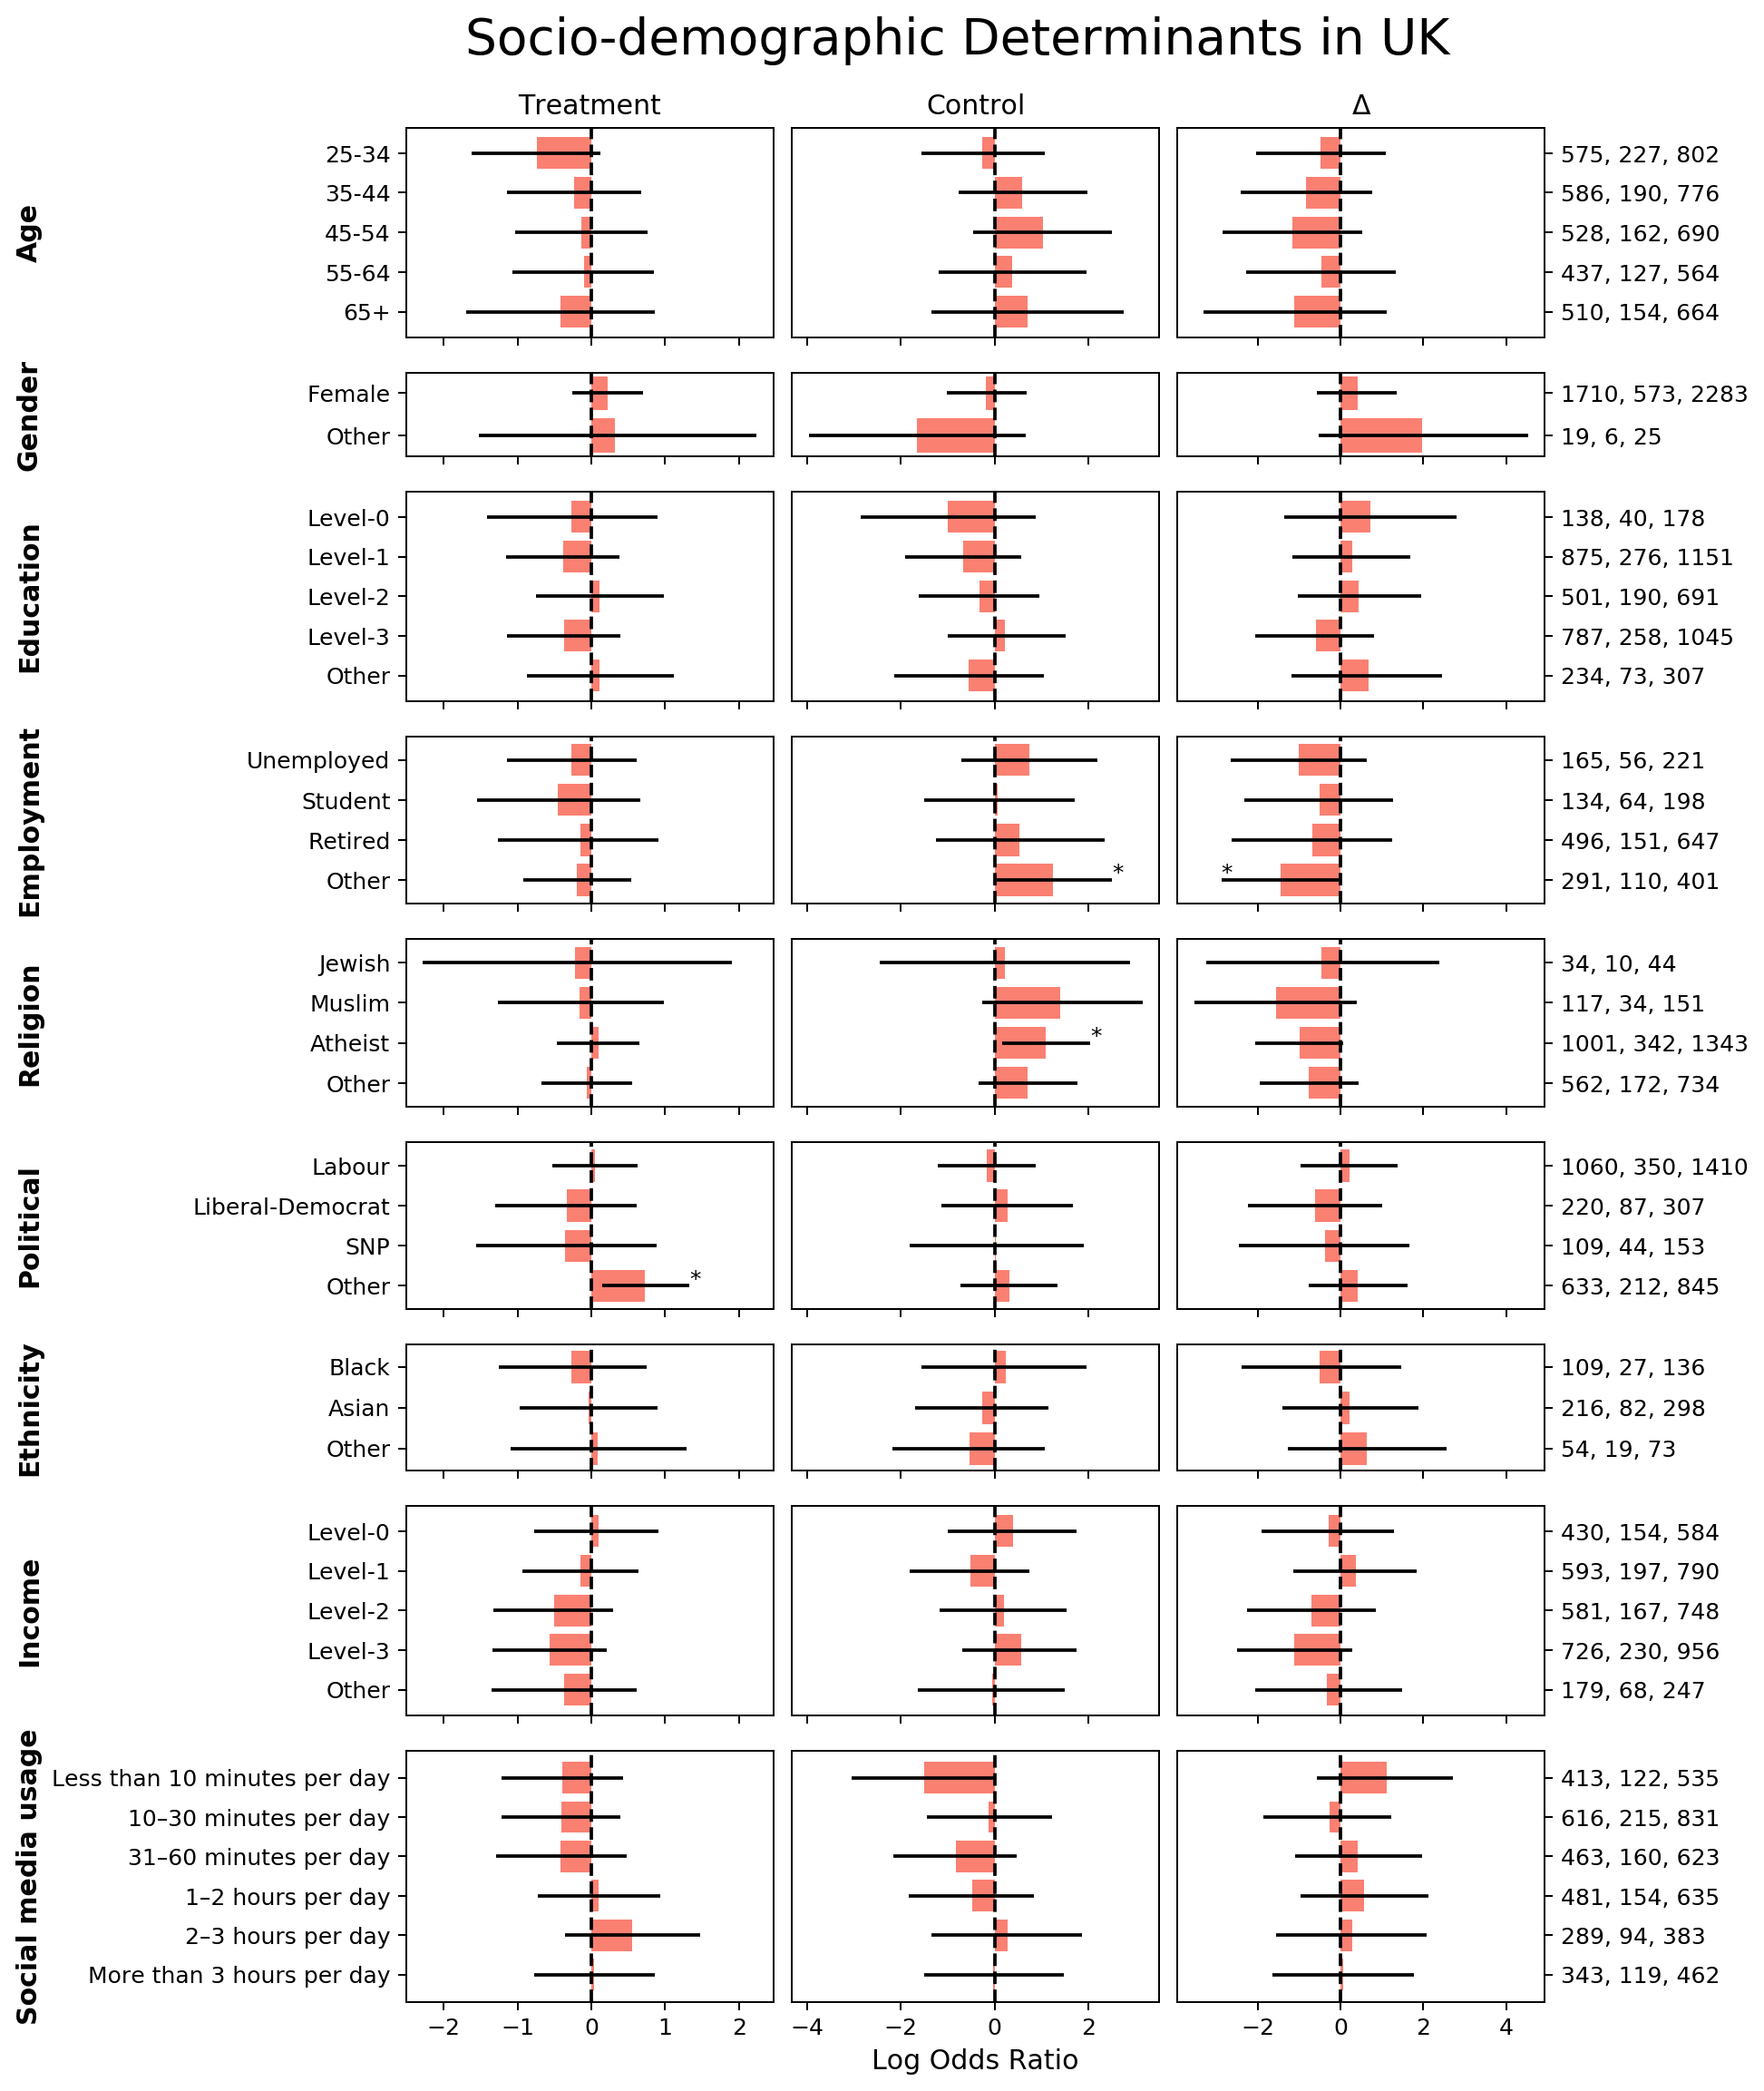 Socio-demographic Determinants in UK
Treatment Control Δ
Age
25-34 575, 227, 802
35-44 586, 190, 776
45-54 528, 162, 690
55-64 437, 127, 564
65+ 510, 154, 664
Gender
Female 1710, 573, 2283
Other 19, 6, 25
Education
Level-0 138, 40, 178
Level-1 875, 276, 1151
Level-2 501, 190, 691
Level-3 787, 258, 1045
Other 234, 73, 307
Employment
Unemployed 165, 56, 221
Student 134, 64, 198
Retired 496, 151, 647
Other * * 291, 110, 401
Religion
Jewish 34, 10, 44
Muslim 117, 34, 151
Atheist * 1001, 342, 1343
Other 562, 172, 734
Political
Labour 1060, 350, 1410
Liberal-Democrat 220, 87, 307
SNP 109, 44, 153
Other * 633, 212, 845
Ethnicity
Black 109, 27, 136
Asian 216, 82, 298
Other 54, 19, 73
Income
Level-0 430, 154, 584
Level-1 593, 197, 790
Level-2 581, 167, 748
Level-3 726, 230, 956
Other 179, 68, 247
Social media usage
Less than 10 minutes per day 413, 122, 535
10–30 minutes per day 616, 215, 831
31–60 minutes per day 463, 160, 623
1–2 hours per day 481, 154, 635
2–3 hours per day 289, 94, 383
More than 3 hours per day 343, 119, 462
−2 −1 0 1 2 −4 −2 0 2 −2 0 2 4
Log Odds Ratio